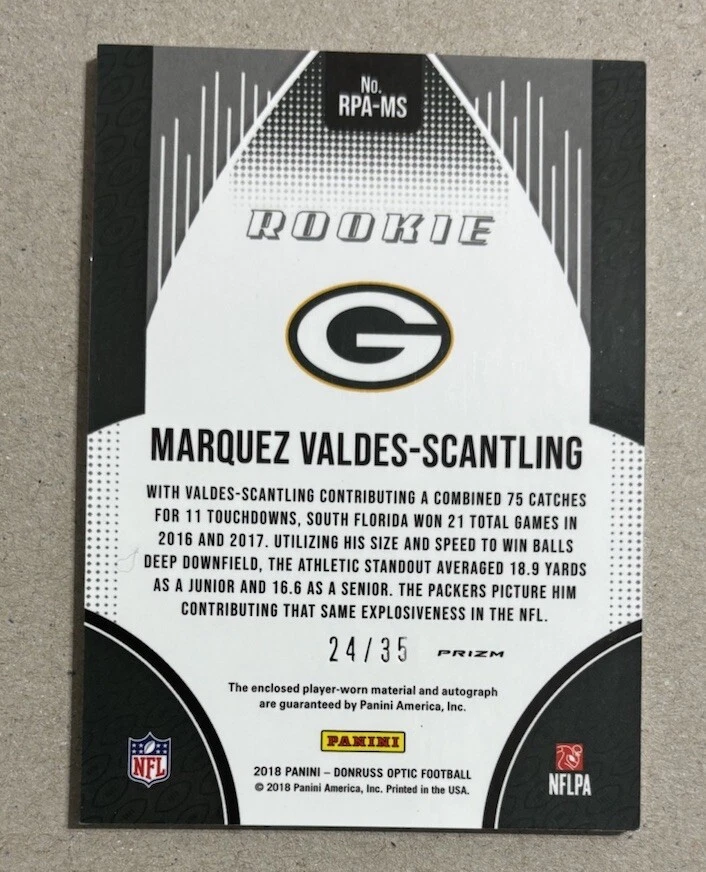 No.
RPA-MS
ROOKIE
G
MARQUEZ VALDES-SCANTLING
WITH VALDES-SCANTLING CONTRIBUTING A COMBINED 75 CATCHES
FOR 11 TOUCHDOWNS, SOUTH FLORIDA WON 21 TOTAL GAMES IN
2016 AND 2017. UTILIZING HIS SIZE AND SPEED TO WIN BALLS
DEEP DOWNFIELD, THE ATHLETIC STANDOUT AVERAGED 18.9 YARDS
AS A JUNIOR AND 16.6 AS A SENIOR. THE PACKERS PICTURE HIM
CONTRIBUTING THAT SAME EXPLOSIVENESS IN THE NFL.
24/35 PRIZM
The enclosed player-worn material and autograph
are guaranteed by Panini America, Inc.
PANINI
NFL
NFLPA
2018 PANINI – DONRUSS OPTIC FOOTBALL
© 2018 Panini America, Inc. Printed in the USA.